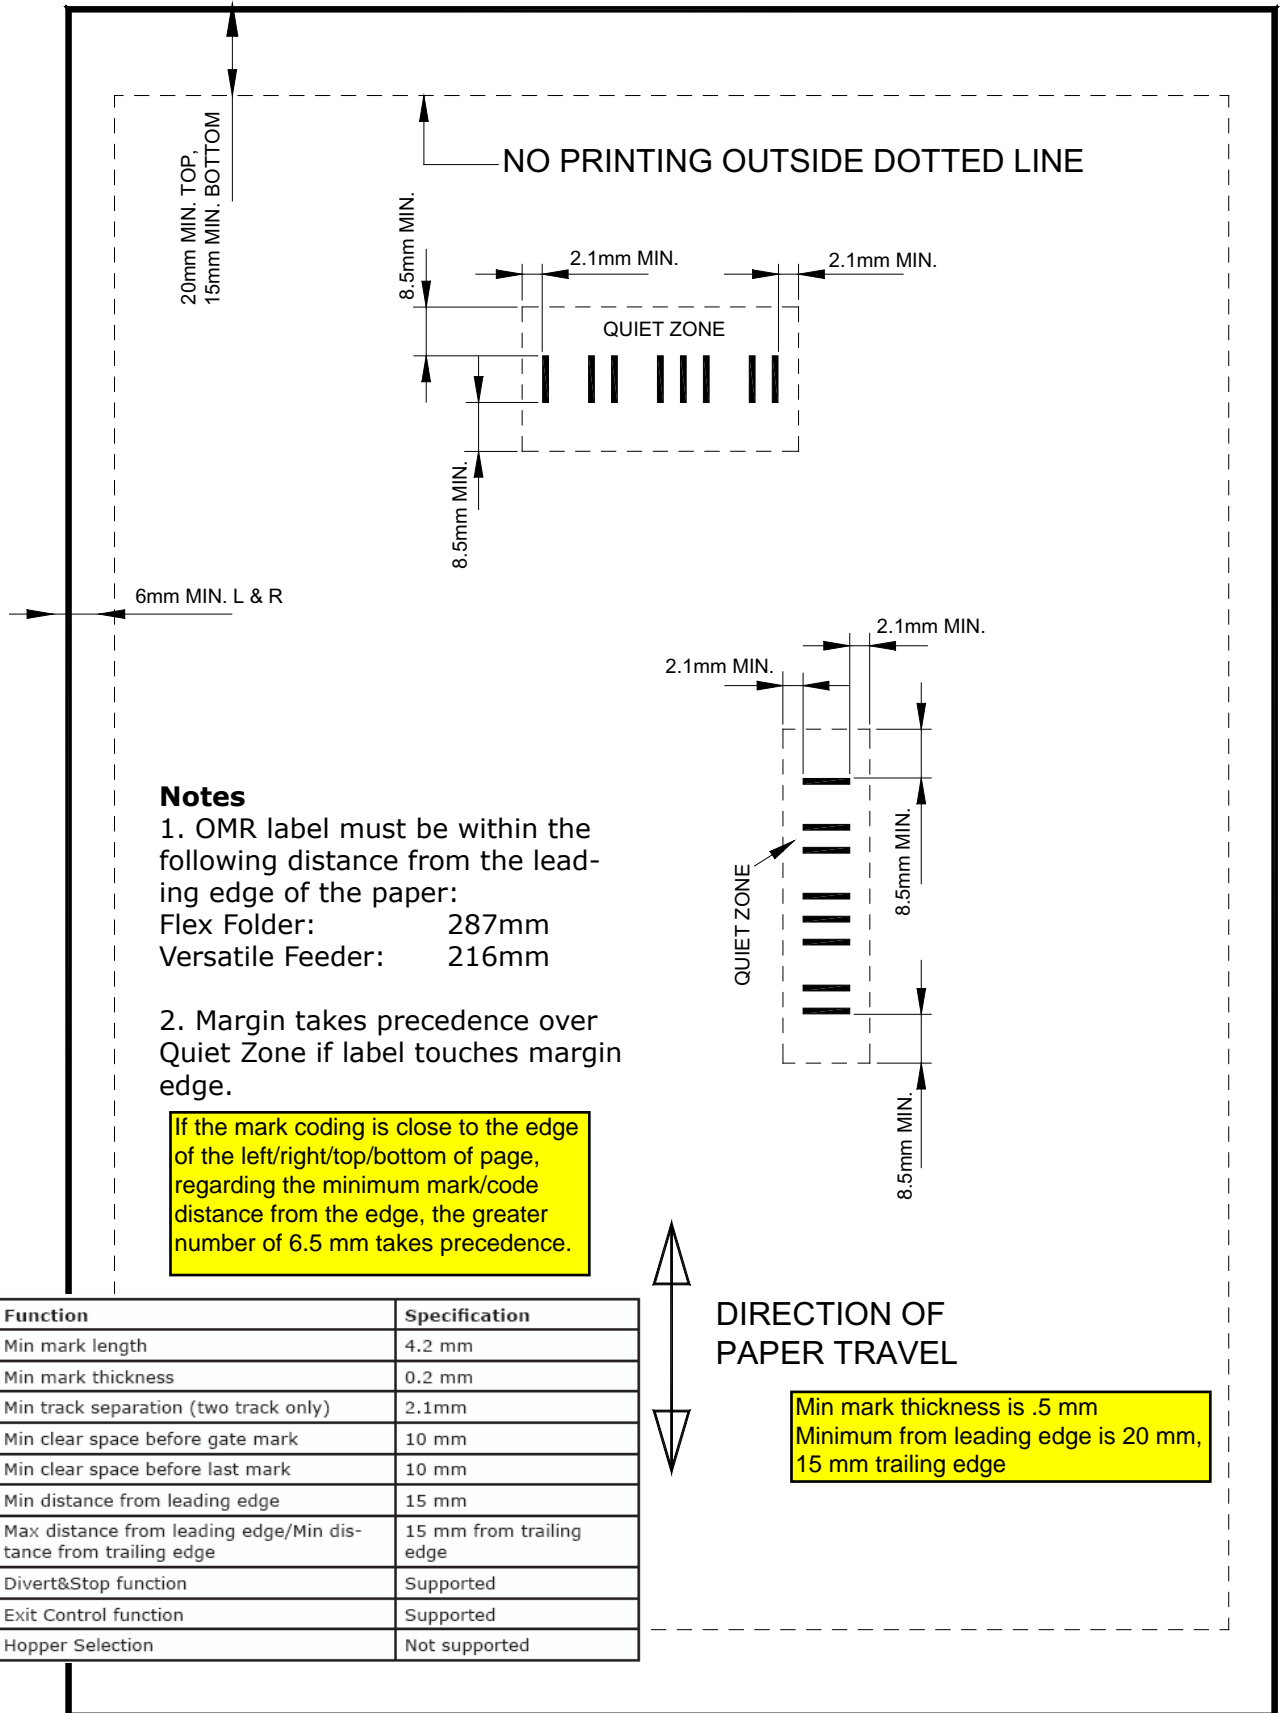 20mm MIN. TOP,
15mm MIN. BOTTOM
NO PRINTING OUTSIDE DOTTED LINE
8.5mm MIN.
2.1mm MIN.
2.1mm MIN.
QUIET ZONE
8.5mm MIN.
6mm MIN. L & R
2.1mm MIN.
2.1mm MIN.
8.5mm MIN.
QUIET ZONE
8.5mm MIN.
Notes
1. OMR label must be within the
following distance from the lead-
ing edge of the paper:
Flex Folder: 287mm
Versatile Feeder: 216mm
2. Margin takes precedence over
Quiet Zone if label touches margin
edge.
If the mark coding is close to the edge
of the left/right/top/bottom of page,
regarding the minimum mark/code
distance from the edge, the greater
number of 6.5 mm takes precedence.
DIRECTION OF
PAPER TRAVEL
Min mark thickness is .5 mm
Minimum from leading edge is 20 mm,
15 mm trailing edge
Function Specification
Min mark length 4.2 mm
Min mark thickness 0.2 mm
Min track separation (two track only) 2.1mm
Min clear space before gate mark 10 mm
Min clear space before last mark 10 mm
Min distance from leading edge 15 mm
Max distance from leading edge/Min dis- 15 mm from trailing
tance from trailing edge edge
Divert&Stop function Supported
Exit Control function Supported
Hopper Selection Not supported